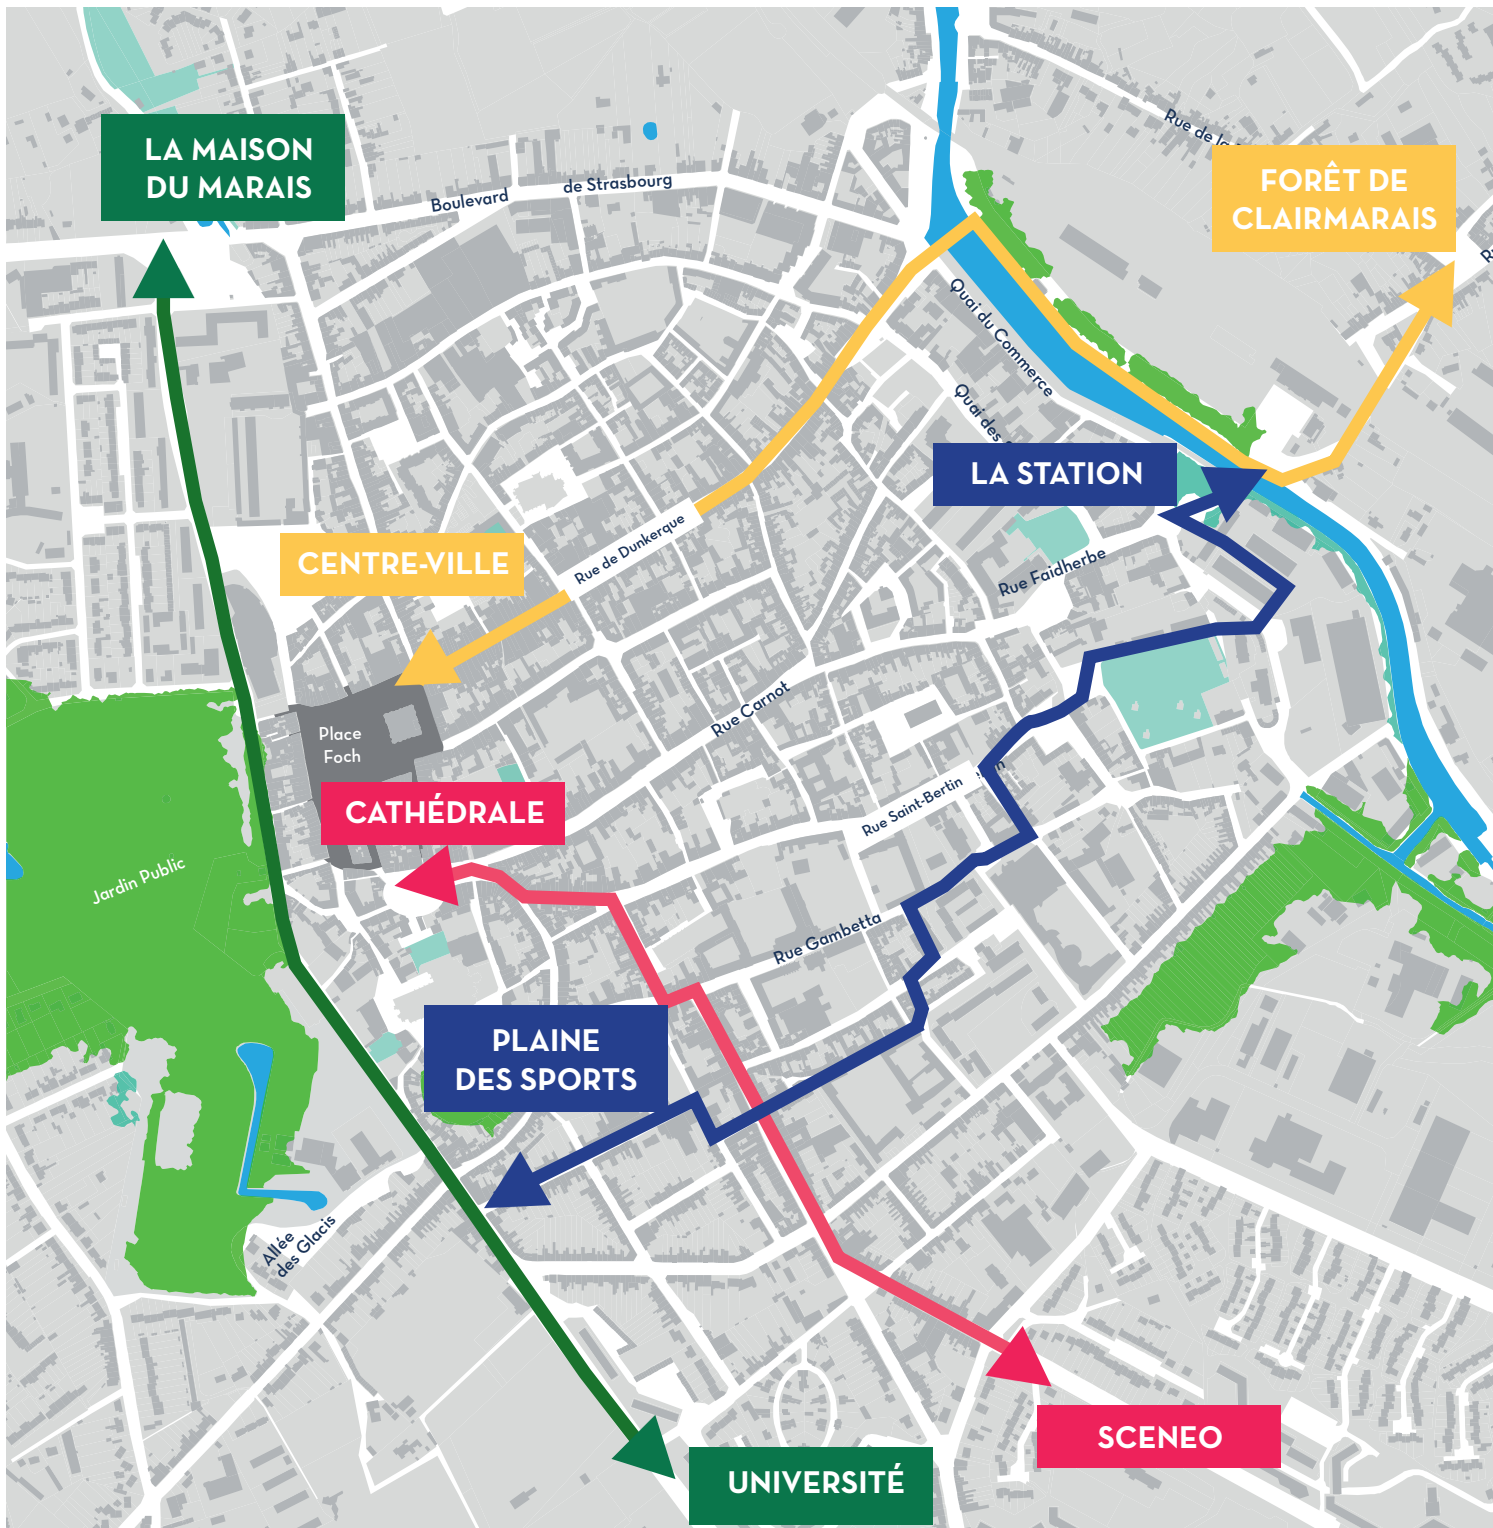 LA MAISON
DU MARAIS
Boulevard
de Strasbourg
Rue de la
FORÊT DE
CLAIRMARAIS
Quai du Commerce
Quai des
LA STATION
Rue de Dunkerque
CENTRE-VILLE
Rue Faidherbe
Place
Foch
Rue Carnot
CATHÉDRALE
Rue Saint-Bertin
Jardin Public
Rue Gambetta
PLAINE
DES SPORTS
Allée
des Glacis
SCENEO
UNIVERSITÉ